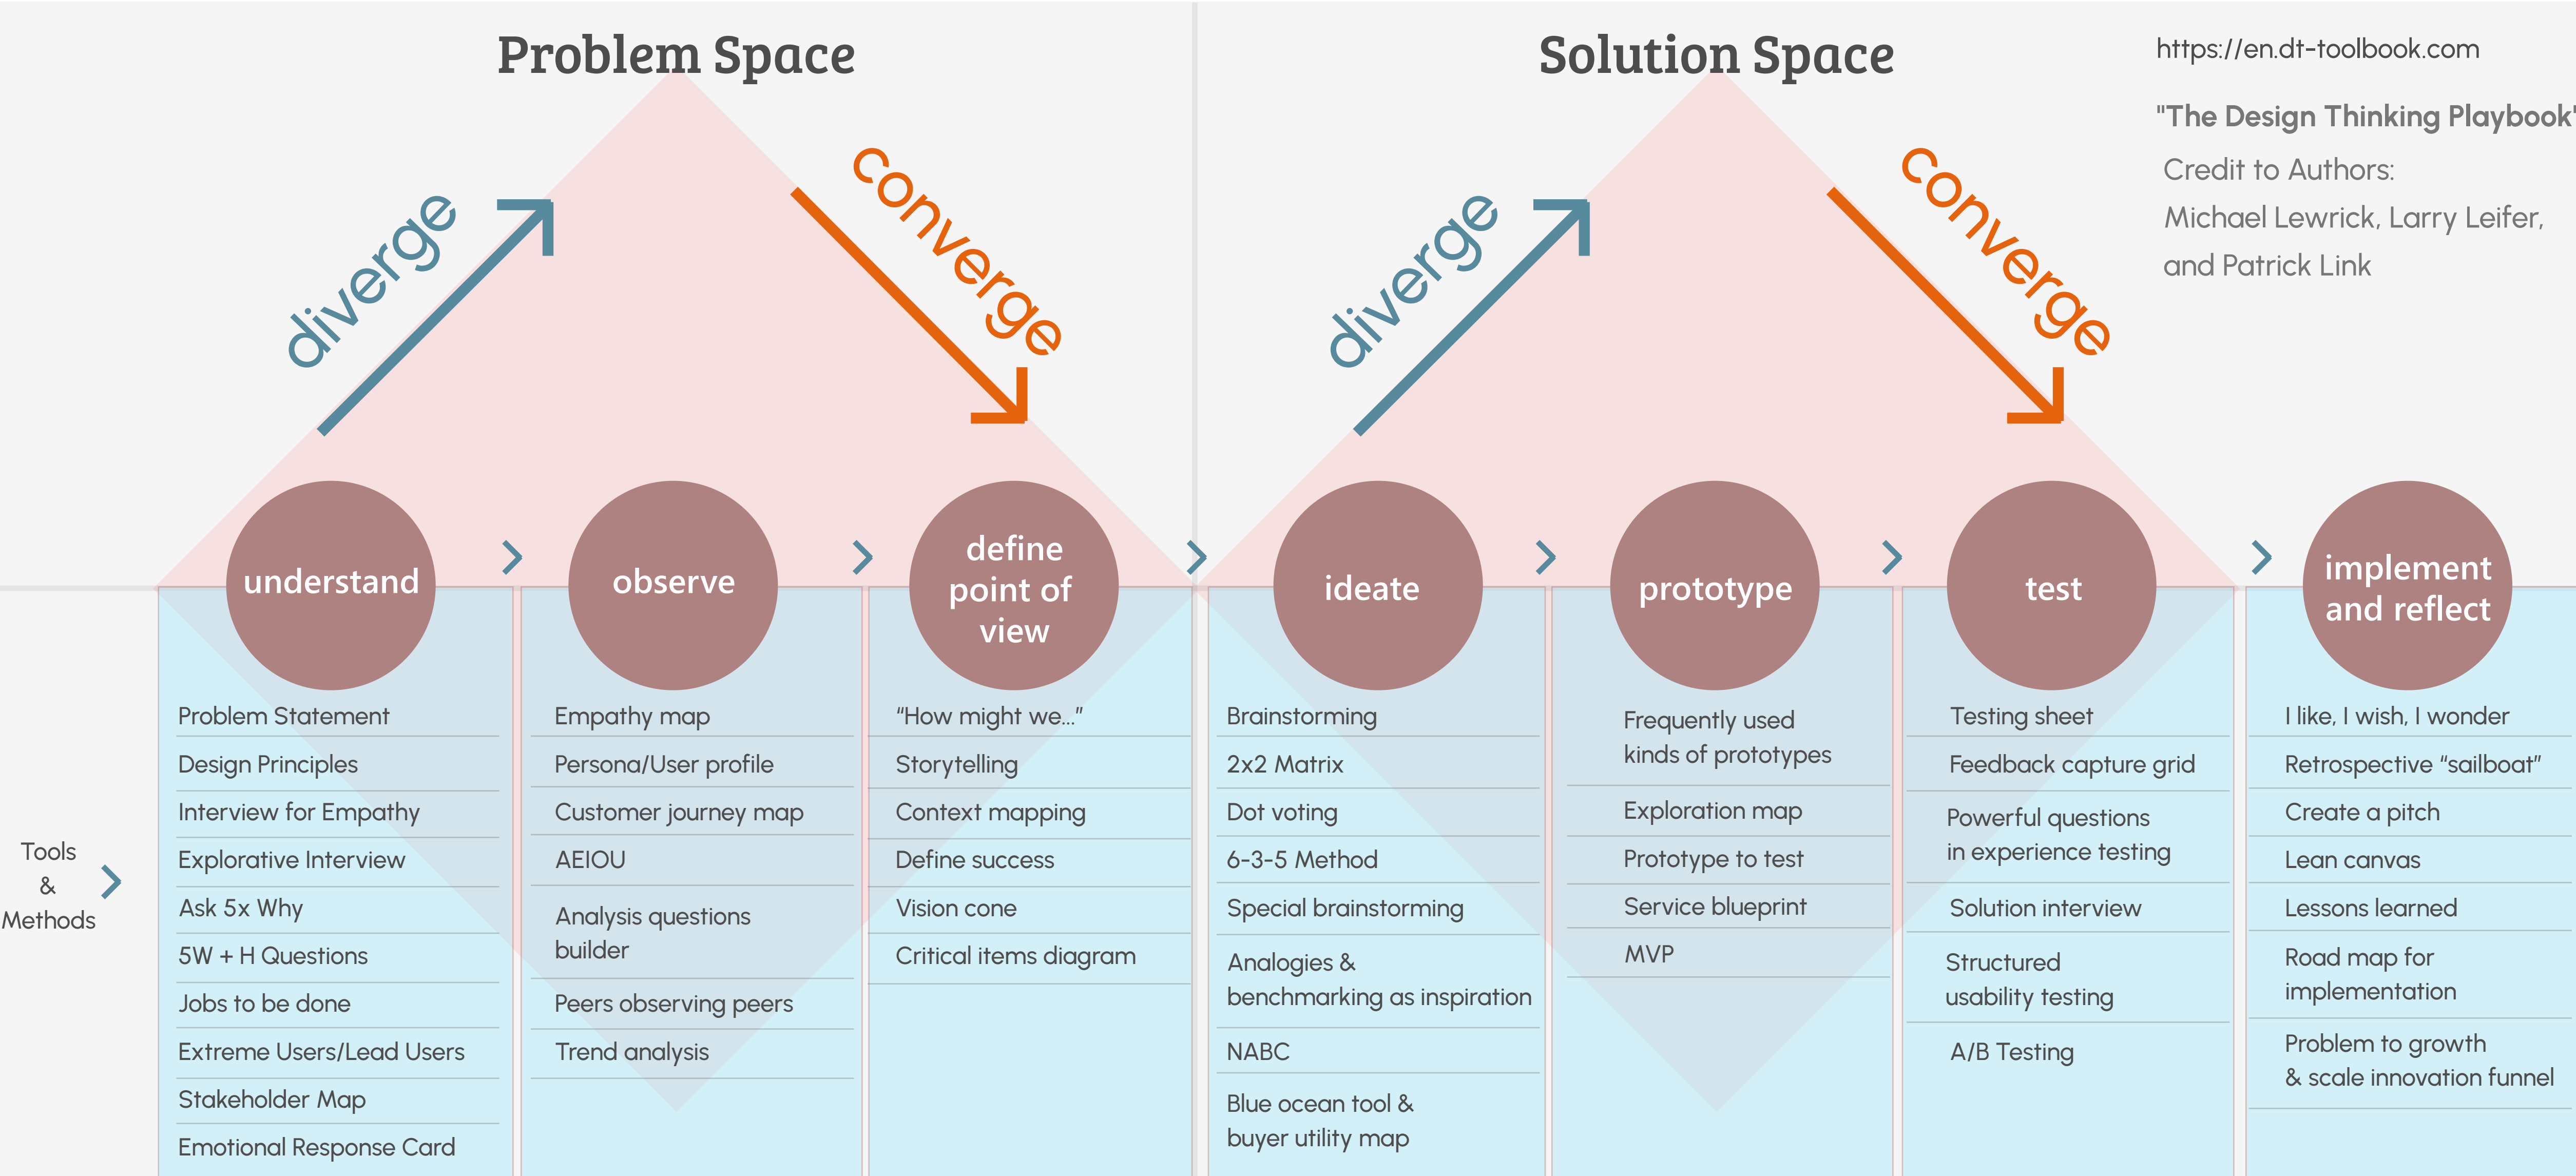 Problem Space
Solution Space
https://en.dt-toolbook.com
"The Design Thinking Playbook"
Credit to Authors:
Michael Lewrick, Larry Leifer,
and Patrick Link
diverge
converge
diverge
converge
understand
observe
define
point of
view
ideate
prototype
test
implement
and reflect
Tools
&
Methods
Problem Statement
Design Principles
Interview for Empathy
Explorative Interview
Ask 5x Why
5W + H Questions
Jobs to be done
Extreme Users/Lead Users
Stakeholder Map
Emotional Response Card
Empathy map
Persona/User profile
Customer journey map
AEIOU
Analysis questions
builder
Peers observing peers
Trend analysis
“How might we...”
Storytelling
Context mapping
Define success
Vision cone
Critical items diagram
Brainstorming
2x2 Matrix
Dot voting
6-3-5 Method
Special brainstorming
Analogies &
benchmarking as inspiration
NABC
Blue ocean tool &
buyer utility map
Frequently used
kinds of prototypes
Exploration map
Prototype to test
Service blueprint
MVP
Testing sheet
Feedback capture grid
Powerful questions
in experience testing
Solution interview
Structured
usability testing
A/B Testing
I like, I wish, I wonder
Retrospective “sailboat”
Create a pitch
Lean canvas
Lessons learned
Road map for
implementation
Problem to growth
& scale innovation funnel